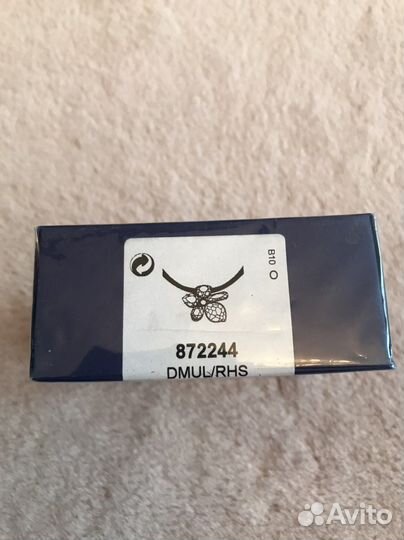 B10 O
872244
DMUL/RHS
Avito